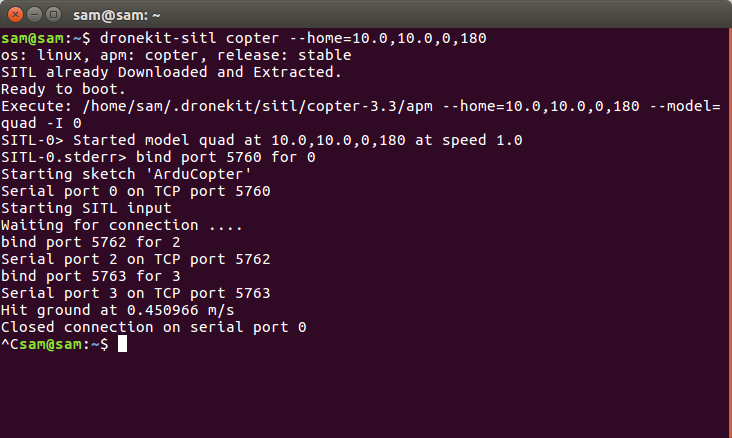 sam@sam: ~
sam@sam:~$ dronekit-sitl copter --home=10.0,10.0,0,180
os: linux, apm: copter, release: stable
SITL already Downloaded and Extracted.
Ready to boot.
Execute: /home/sam/.dronekit/sitl/copter-3.3/apm --home=10.0,10.0,0,180 --model=
quad -I 0
SITL-0> Started model quad at 10.0,10.0,0,180 at speed 1.0
SITL-0.stderr> bind port 5760 for 0
Starting sketch 'ArduCopter'
Serial port 0 on TCP port 5760
Starting SITL input
Waiting for connection ....
bind port 5762 for 2
Serial port 2 on TCP port 5762
bind port 5763 for 3
Serial port 3 on TCP port 5763
Hit ground at 0.450966 m/s
Closed connection on serial port 0
^Csam@sam:~$